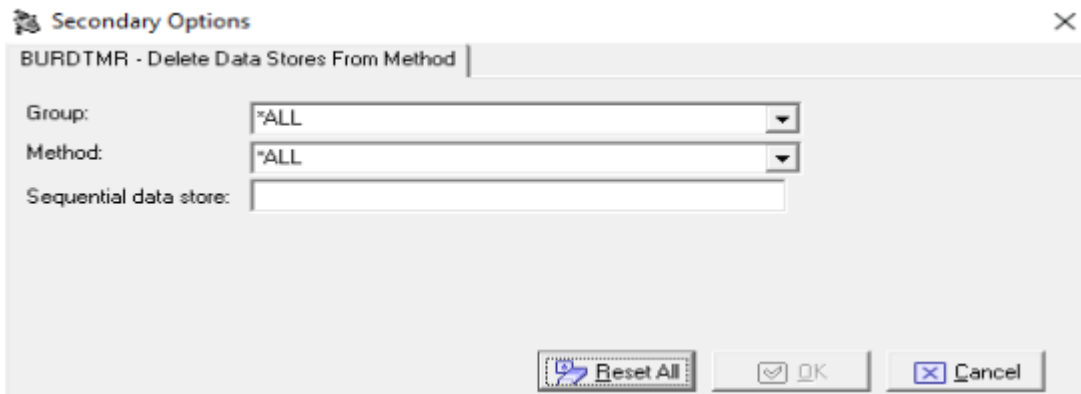 Secondary Options
BURDTMR - Delete Data Stores From Method
Group: *ALL
Method: *ALL
Sequential data store:
Reset All OK Cancel